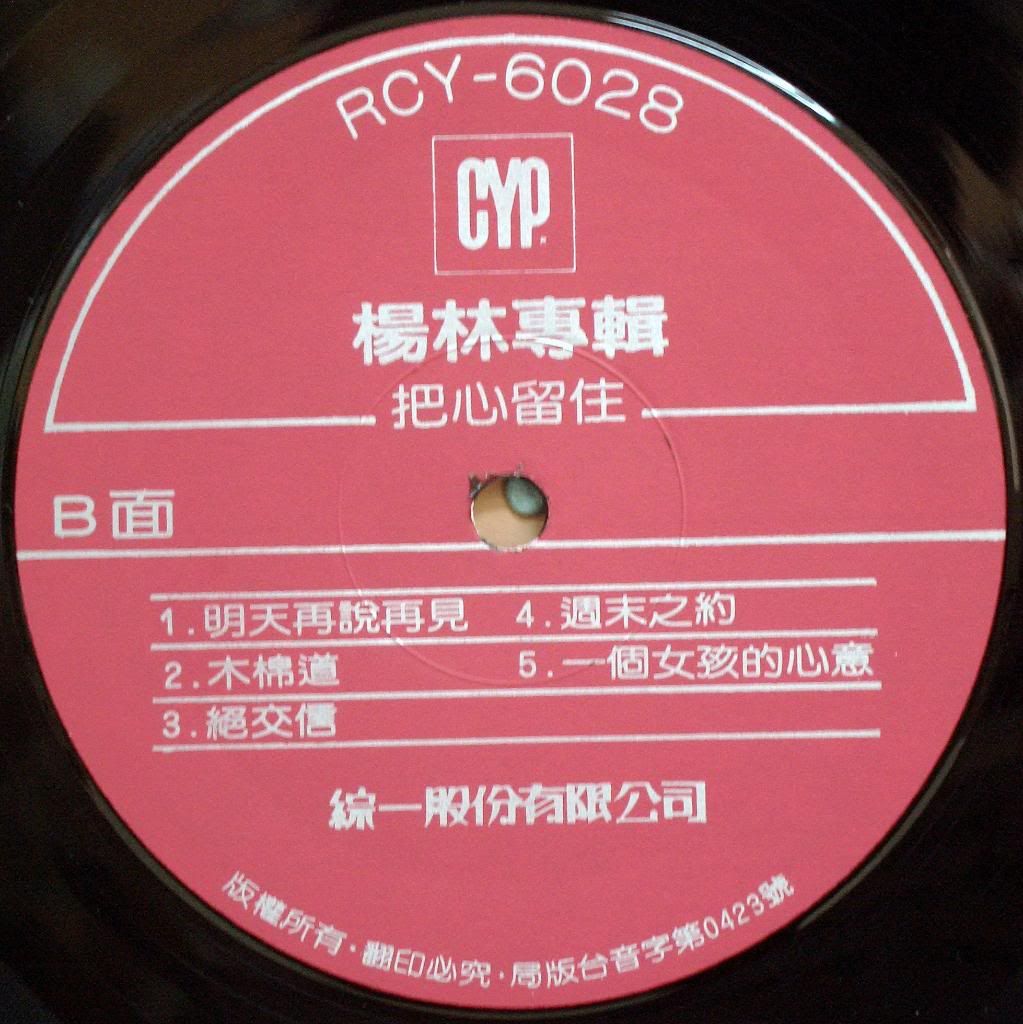 RCY-6028
CYP
楊林專輯
把心留住
B面
1.明天再說再見
2.木棉道
3.絕交信
4.週末之約
5.一個女孩的心意
綜一股份有限公司
版權所有·翻印必究·局版台音字第0423號